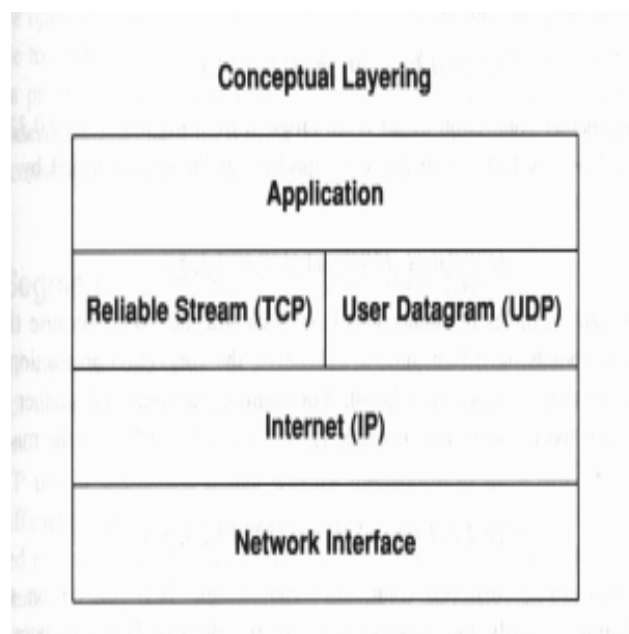 Conceptual Layering
Application
Reliable Stream (TCP) User Datagram (UDP)
Internet (IP)
Network Interface